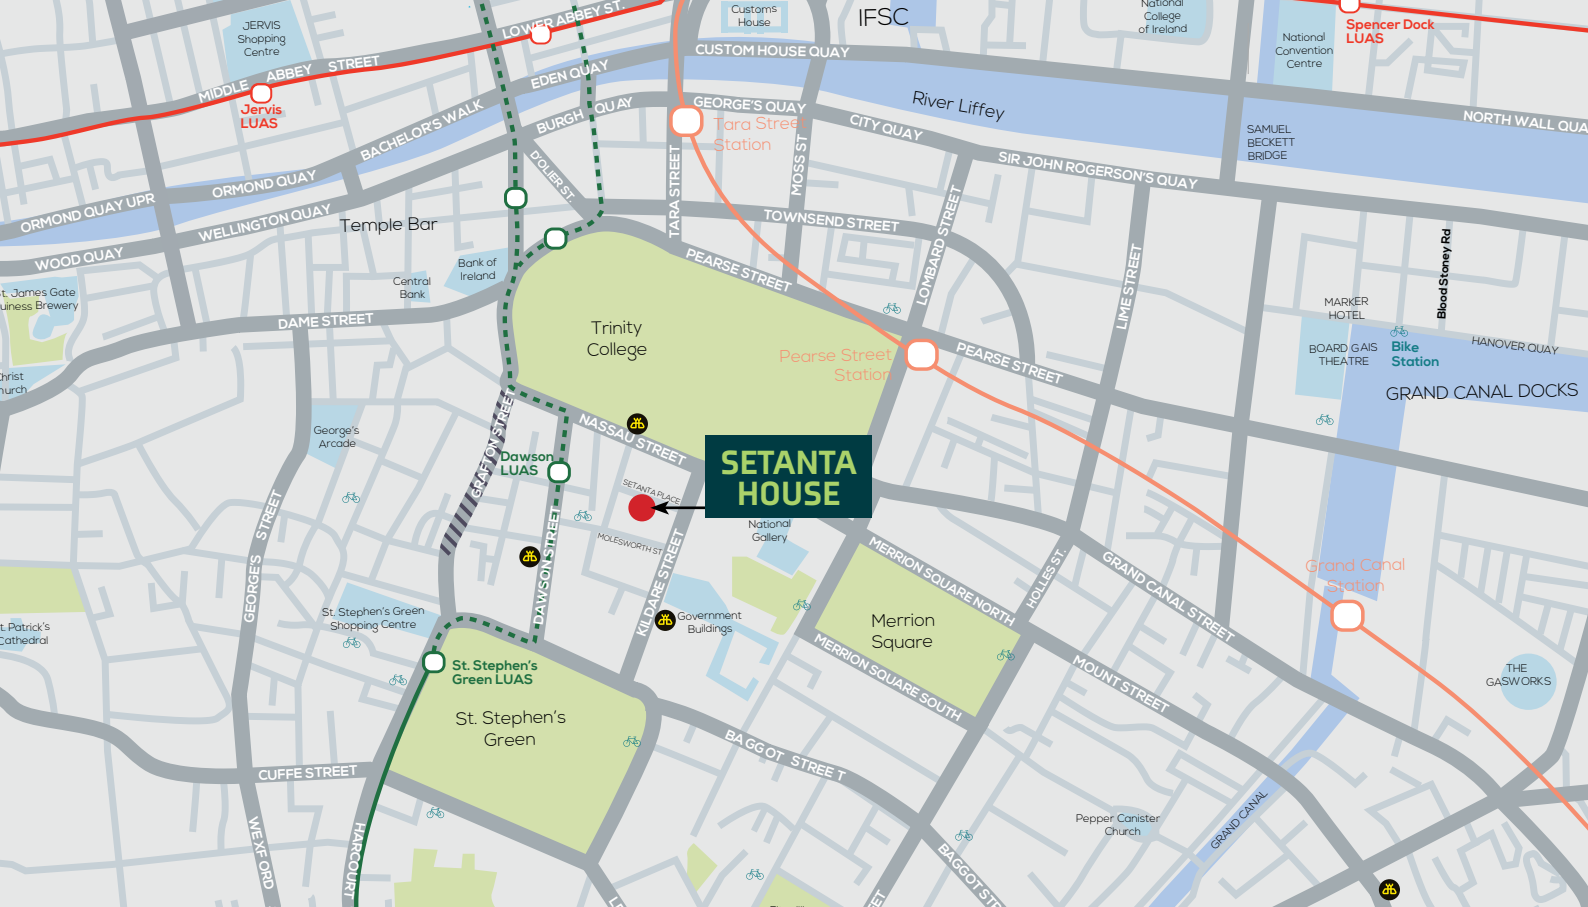 JERVIS
Shopping
Centre
LOWER ABBEY ST.
Customs
House
IFSC
National
College
of Ireland
Spencer Dock
LUAS
National
Convention
Centre
MIDDLE ABBEY STREET
Jervis
LUAS
EDEN QUAY
CUSTOM HOUSE QUAY
BACHELOR'S WALK
BURGH QUAY
GEORGE'S QUAY
CITY QUAY
River Liffey
NORTH WALL QUA
Tara Street
Station
SAMUEL
BECKETT
BRIDGE
SIR JOHN ROGERSON'S QUAY
D'OLIER ST.
TARA STREET
MOSS ST
ORMOND QUAY
ORMOND QUAY UPR
WELLINGTON QUAY
WOOD QUAY
Temple Bar
TOWNSEND STREET
LOMBARD STREET
LIME STREET
Blood Stoney Rd
Bank of
Ireland
Central
Bank
PEARSE STREET
t. James Gate
uiness Brewery
DAME STREET
Trinity
College
MARKER
HOTEL
BOARD GAIS
THEATRE
Bike
Station
HANOVER QUAY
GRAND CANAL DOCKS
Pearse Street
Station
PEARSE STREET
hrist
hurch
George's
Arcade
GRAFTON STREET
NASSAU STREET
Dawson
LUAS
SETANTA
HOUSE
SETANTA PLACE
MOLESWORTH ST
National
Gallery
GEORGE'S STREET
DAWSON STREET
KILDARE STREET
MERRION SQUARE NORTH
HOLLES ST.
GRAND CANAL STREET
Grand Canal
Station
St. Stephen's Green
Shopping Centre
t. Patrick's
Cathedral
Government
Buildings
Merrion
Square
MERRION SQUARE SOUTH
MOUNT STREET
THE
GASWORKS
St. Stephen's
Green LUAS
St. Stephen's
Green
BAGGOT STREET
CUFFE STREET
WEXFORD
HARCOURT
Pepper Canister
Church
GRAND CANAL
BAGGOT STR
EET
LE